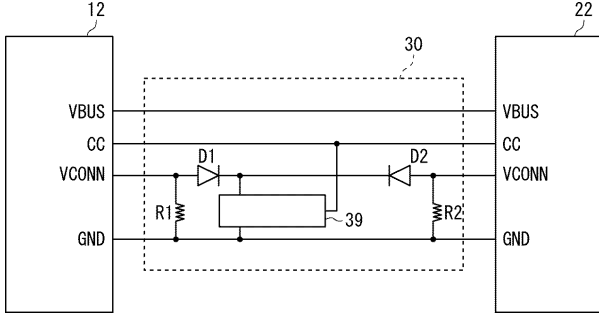 12
22
30
VBUS
VBUS
CC
CC
D1
D2
VCONN
VCONN
R1
39
R2
GND
GND